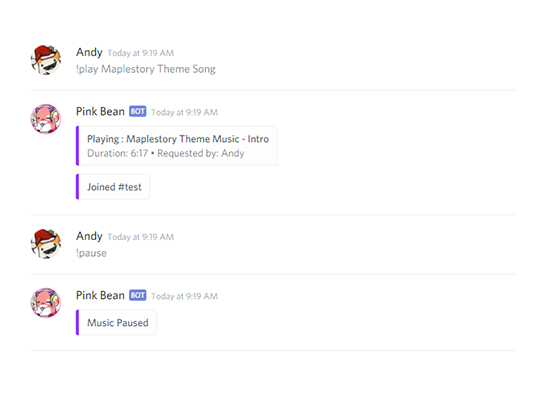 Andy Today at 9:19 AM
!play Maplestory Theme Song
Pink Bean BOT Today at 9:19 AM
Playing : Maplestory Theme Music - Intro
Duration: 6:17 • Requested by: Andy
Joined #test
Andy Today at 9:19 AM
!pause
Pink Bean BOT Today at 9:19 AM
Music Paused